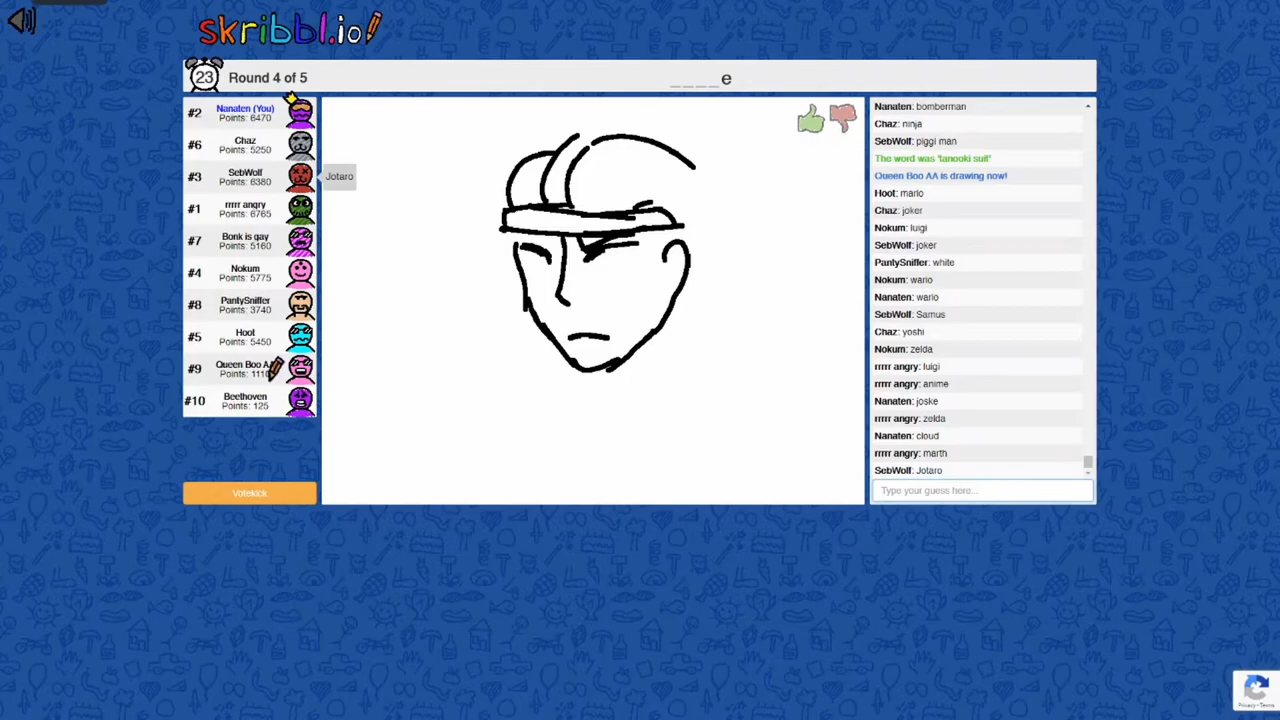 skribbl.io
23
Round 4 of 5
_ _ _ _ e
#2
Nanaten (You)
Points: 6470
#6
Chaz
Points: 5250
#3
SebWolf
Points: 6380
Jotaro
#1
rrrrr angry
Points: 6765
#7
Bonk is gay
Points: 5160
#4
Nokum
Points: 5775
#8
PantySniffer
Points: 3740
#5
Hoot
Points: 5450
#9
Queen Boo AA
Points: 1110
#10
Beethoven
Points: 125
Votekick
Nanaten: bomberman
Chaz: ninja
SebWolf: piggi man
The word was 'tanooki suit'
Queen Boo AA is drawing now!
Hoot: mario
Chaz: joker
Nokum: luigi
SebWolf: joker
PantySniffer: white
Nokum: wario
Nanaten: wario
SebWolf: Samus
Chaz: yoshi
Nokum: zelda
rrrrr angry: luigi
rrrrr angry: anime
Nanaten: joske
rrrrr angry: zelda
Nanaten: cloud
rrrrr angry: marth
SebWolf: Jotaro
Type your guess here...
Privacy - Terms